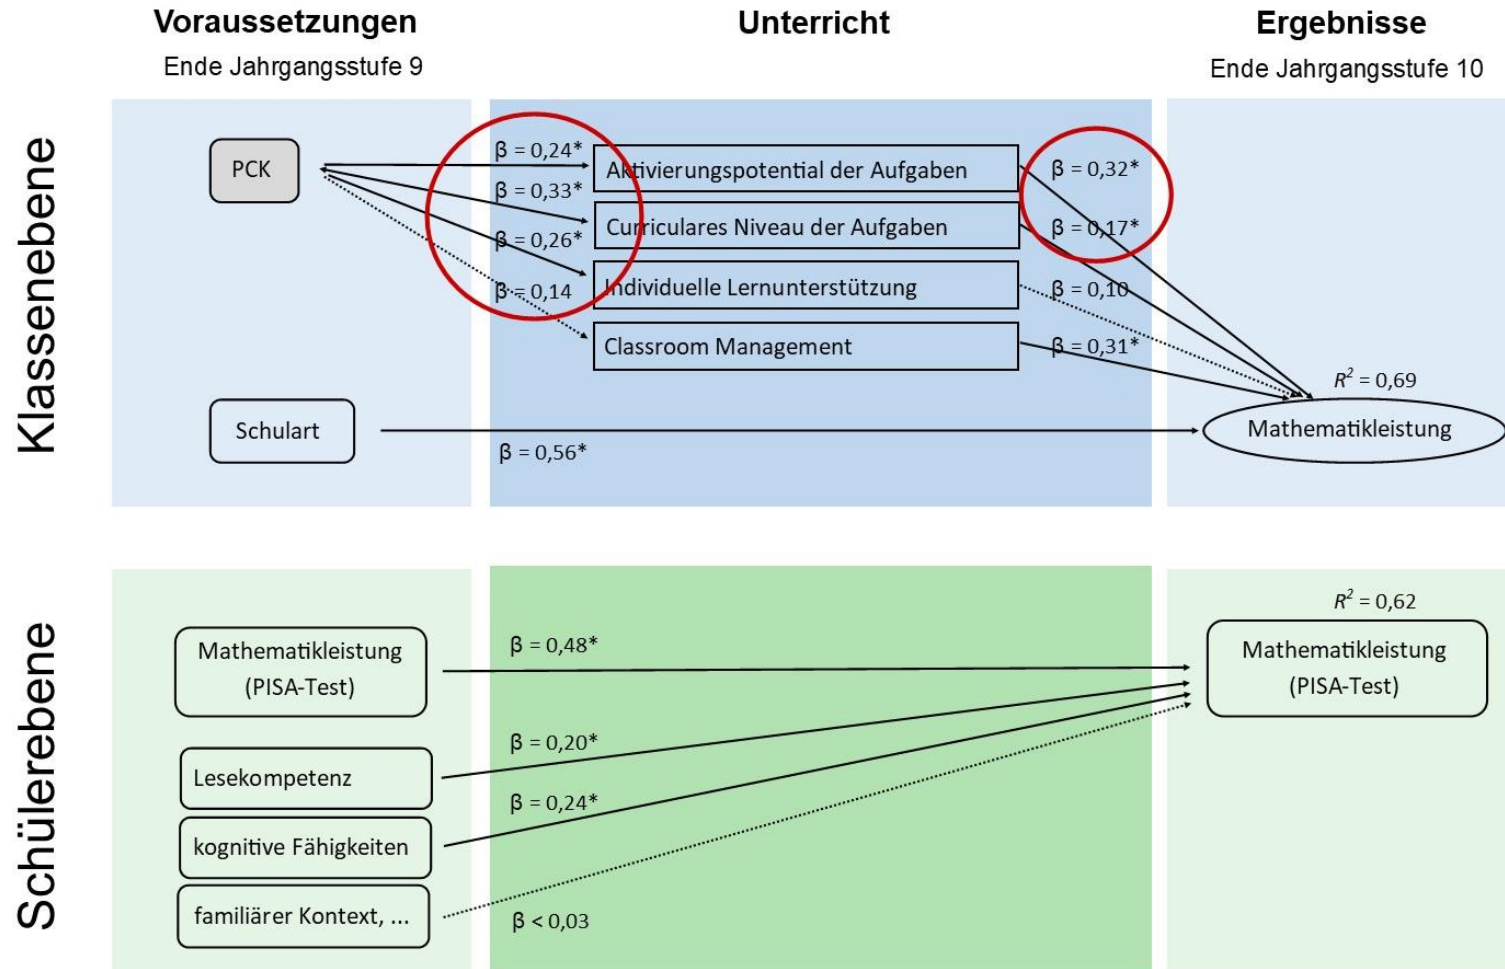 Voraussetzungen
Ende Jahrgangsstufe 9
Unterricht
Ergebnisse
Ende Jahrgangsstufe 10
Klassenebene
PCK
β = 0,24*
β = 0,33*
β = 0,26*
β = 0,14
Aktivierungspotential der Aufgaben
Curriculares Niveau der Aufgaben
Individuelle Lernunterstützung
Classroom Management
β = 0,32*
β = 0,17*
β = 0,10
β = 0,31*
R² = 0,69
Mathematikleistung
Schulart
β = 0,56*
Schülerebene
Mathematikleistung
(PISA-Test)
Lesekompetenz
kognitive Fähigkeiten
familiärer Kontext, ...
β = 0,48*
β = 0,20*
β = 0,24*
β < 0,03
R² = 0,62
Mathematikleistung
(PISA-Test)